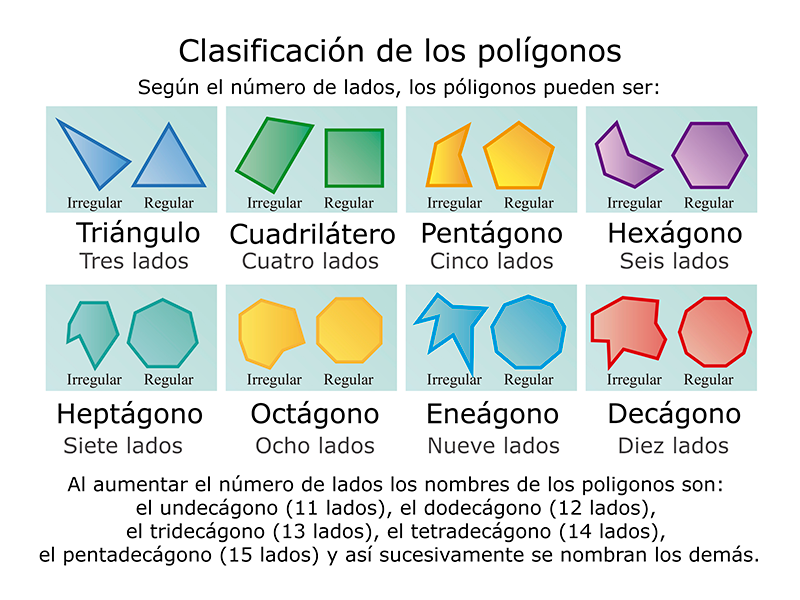 Clasificación de los polígonos
Según el número de lados, los póligonos pueden ser:
Irregular Regular Irregular Regular Irregular Regular Irregular Regular
Triángulo Cuadrilátero Pentágono Hexágono
Tres lados Cuatro lados Cinco lados Seis lados
Irregular Regular Irregular Regular Irregular Regular Irregular Regular
Heptágono Octágono Eneágono Decágono
Siete lados Ocho lados Nueve lados Diez lados
Al aumentar el número de lados los nombres de los poligonos son:
el undecágono (11 lados), el dodecágono (12 lados),
el tridecágono (13 lados), el tetradecágono (14 lados),
el pentadecágono (15 lados) y así sucesivamente se nombran los demás.